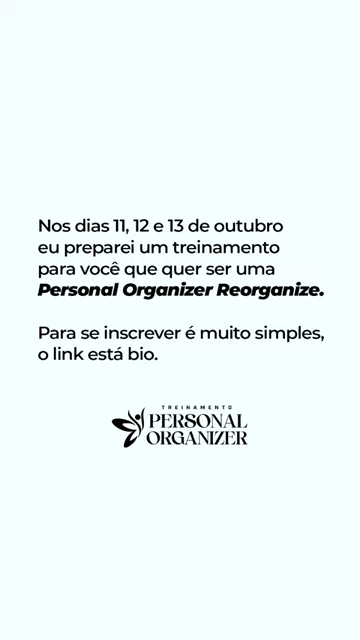 Nos dias 11, 12 e 13 de outubro
eu preparei um treinamento
para você que quer ser uma
Personal Organizer Reorganize.
Para se inscrever é muito simples,
o link está bio.
TREINAMENTO
PERSONAL
ORGANIZER